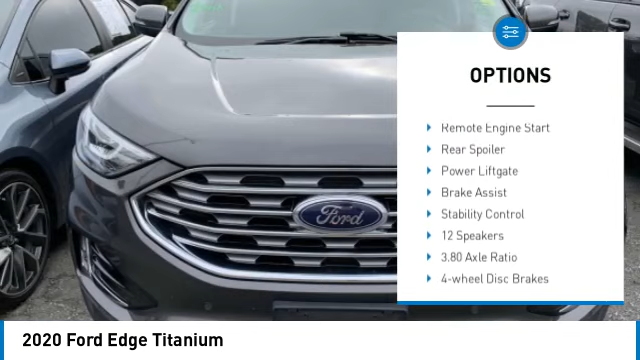 OPTIONS
Remote Engine Start
Rear Spoiler
Power Liftgate
Brake Assist
Stability Control
12 Speakers
3.80 Axle Ratio
4-wheel Disc Brakes
Ford
2020 Ford Edge Titanium